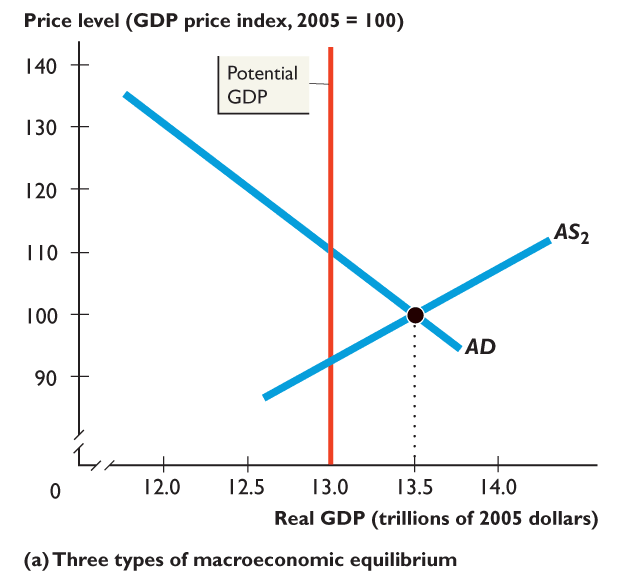 Price level (GDP price index, 2005 = 100)
140
Potential
GDP
130
120
AS2
110
100
AD
90
0
12.0 12.5 13.0 13.5 14.0
Real GDP (trillions of 2005 dollars)
(a) Three types of macroeconomic equilibrium